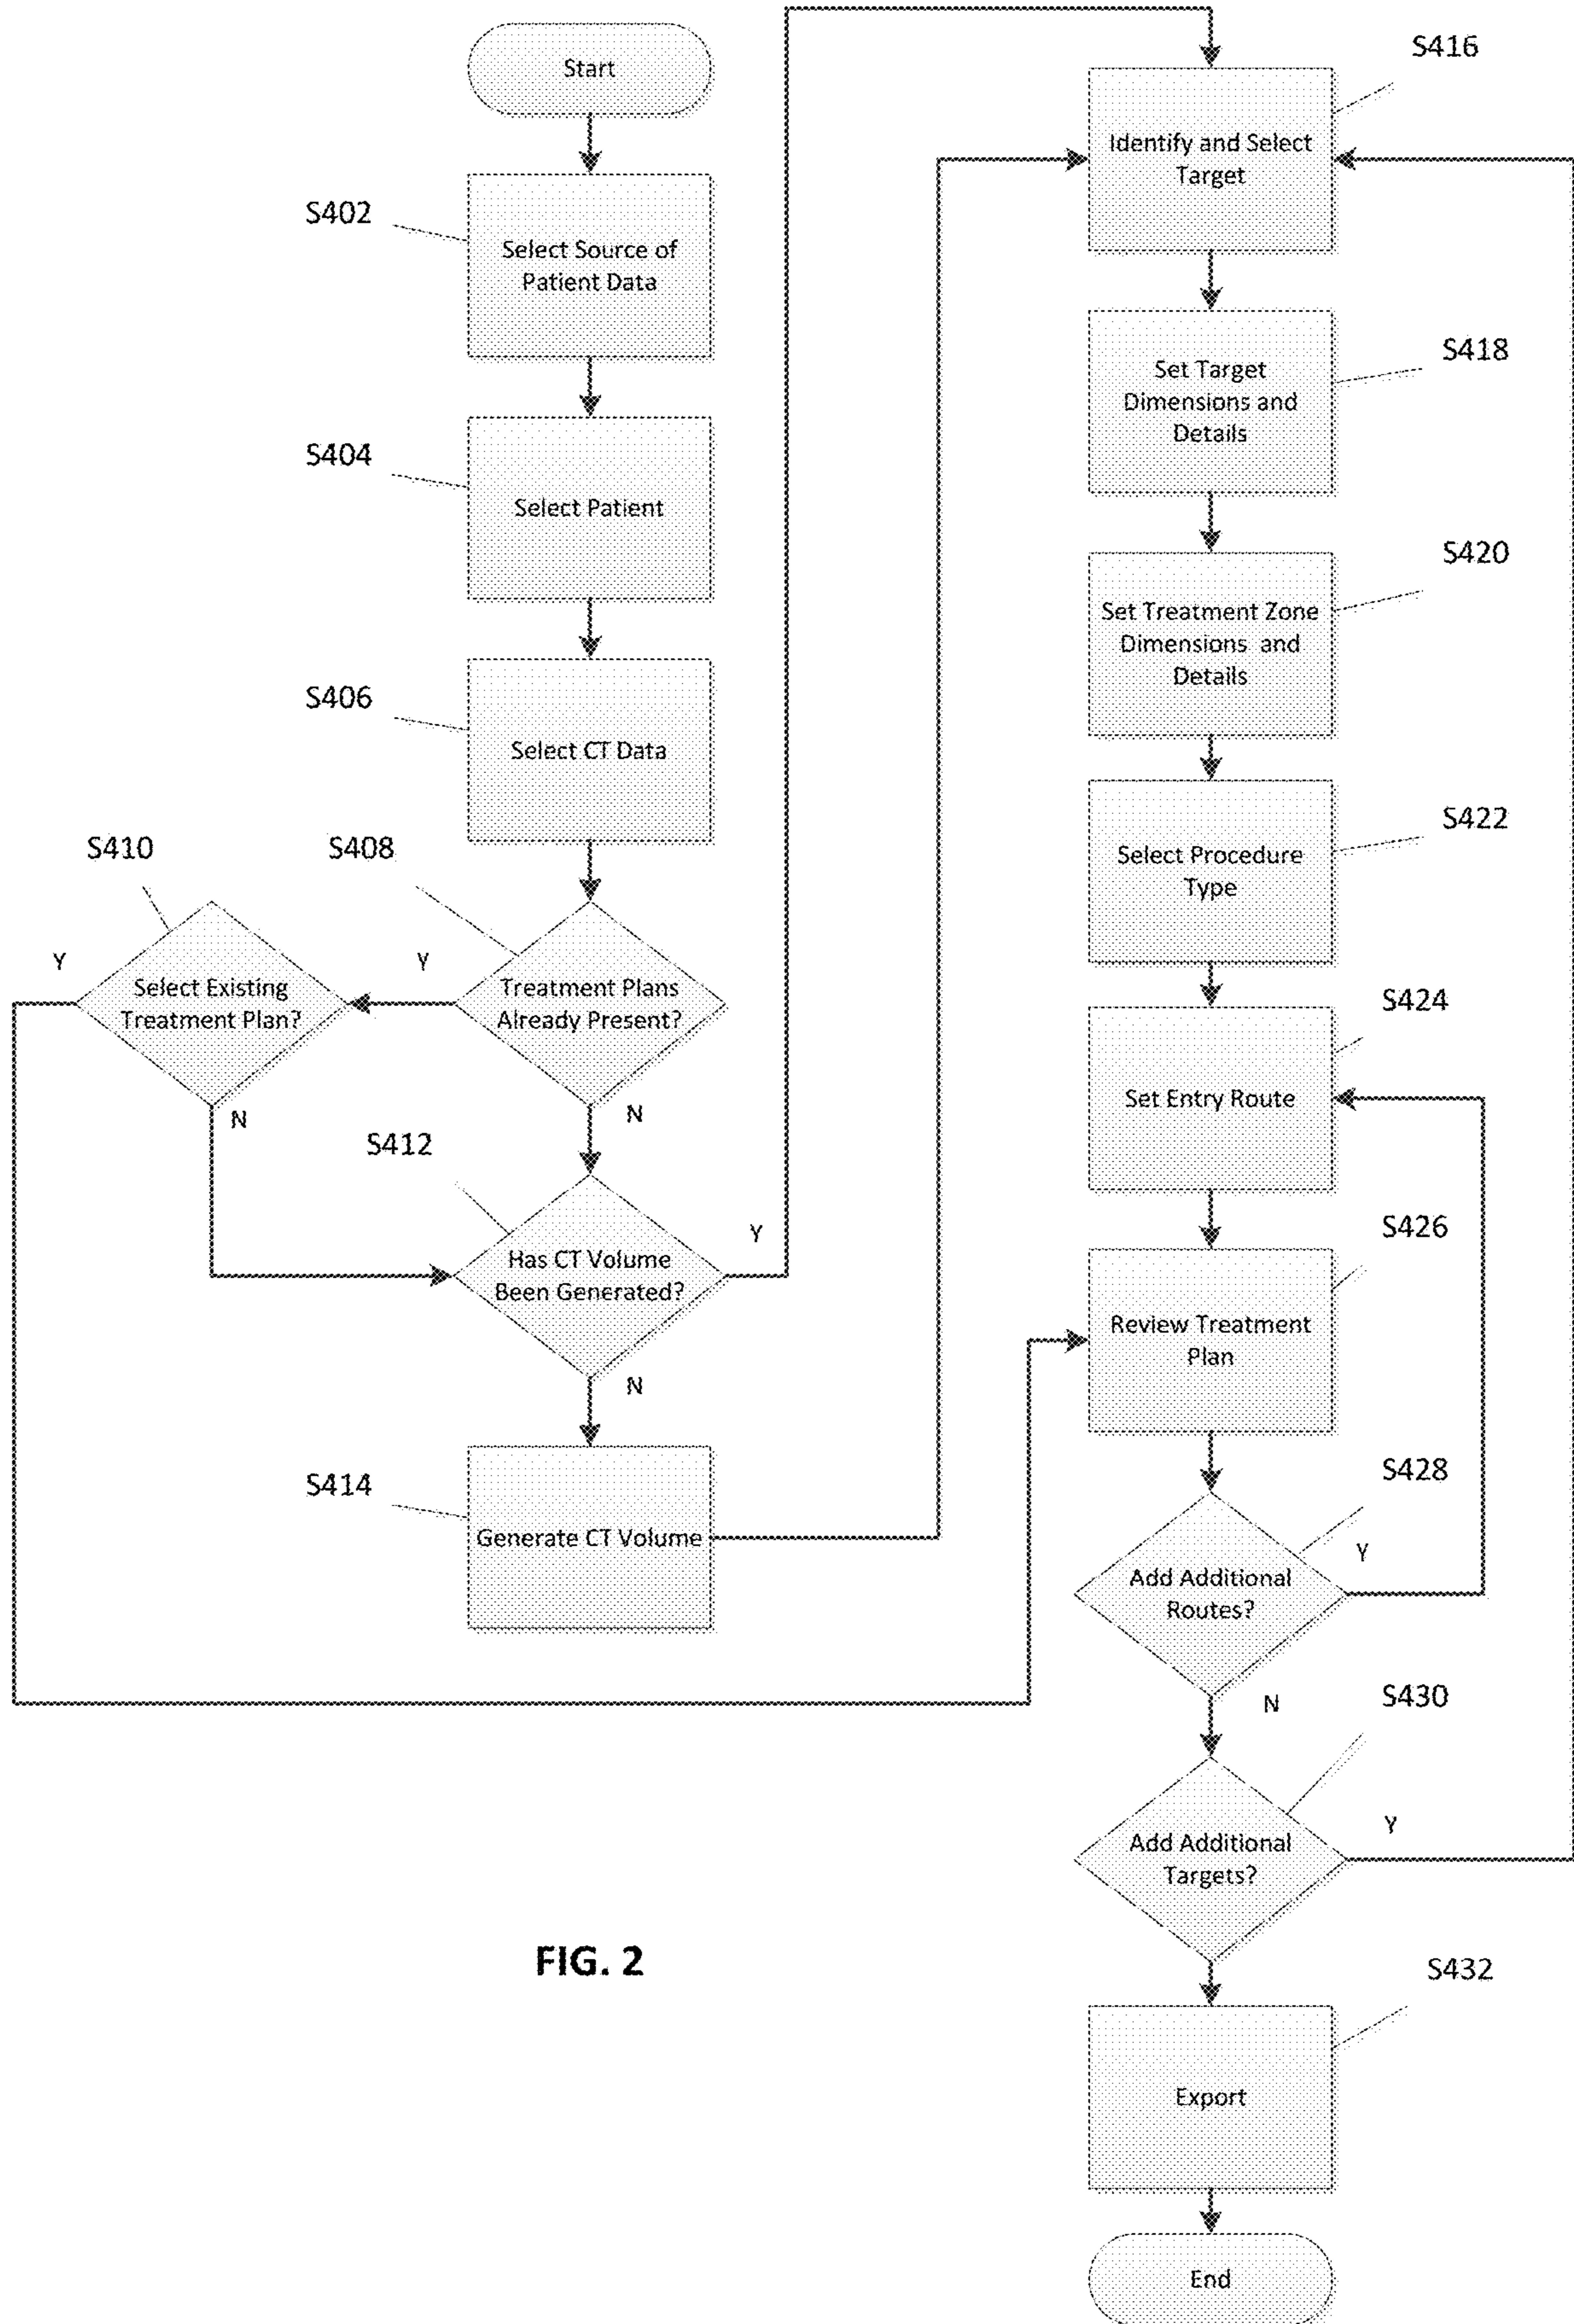 Start
S402
Select Source of
Patient Data
S404
Select Patient
S406
Select CT Data
S410
S408
Y
Select Existing
Treatment Plan?
Y
Treatment Plans
Already Present?
N
N
S412
Has CT Volume
Been Generated?
Y
N
S414
Generate CT Volume
S416
Identify and Select
Target
S418
Set Target
Dimensions and
Details
S420
Set Treatment Zone
Dimensions and
Details
S422
Select Procedure
Type
S424
Set Entry Route
S426
Review Treatment
Plan
S428
Add Additional
Routes?
Y
N
S430
Add Additional
Targets?
Y
S432
Export
End
FIG. 2